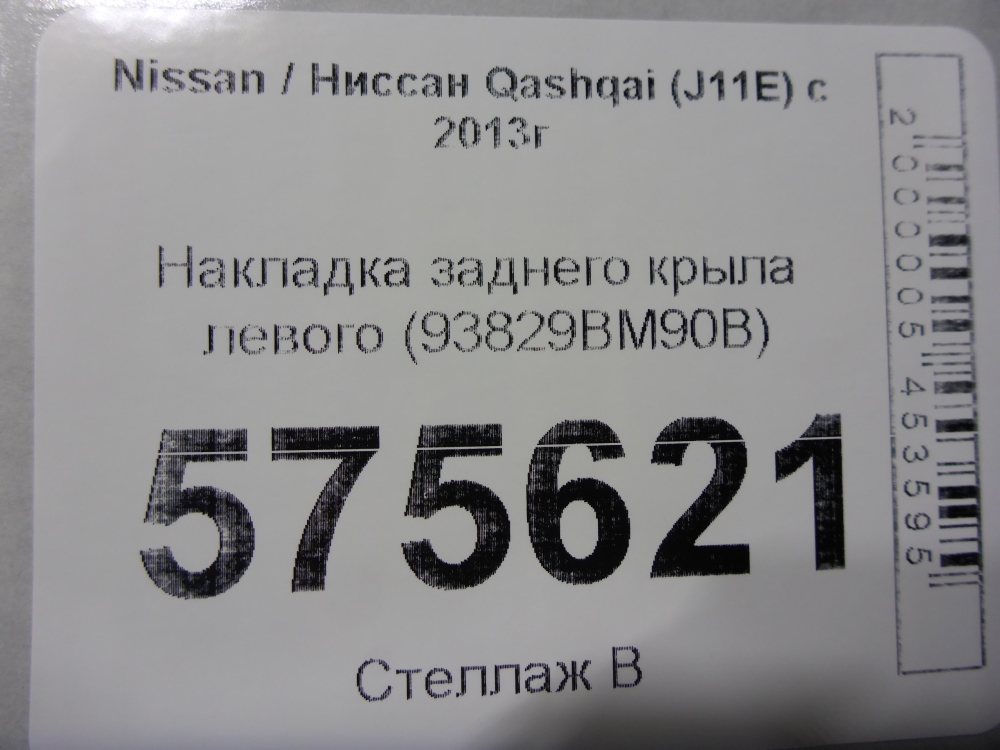 Nissan / Ниссан Qashqai (J11E) с
2013г
Накладка заднего крыла
левого (93829BM90B)
575621
Стеллаж В
2000005453595